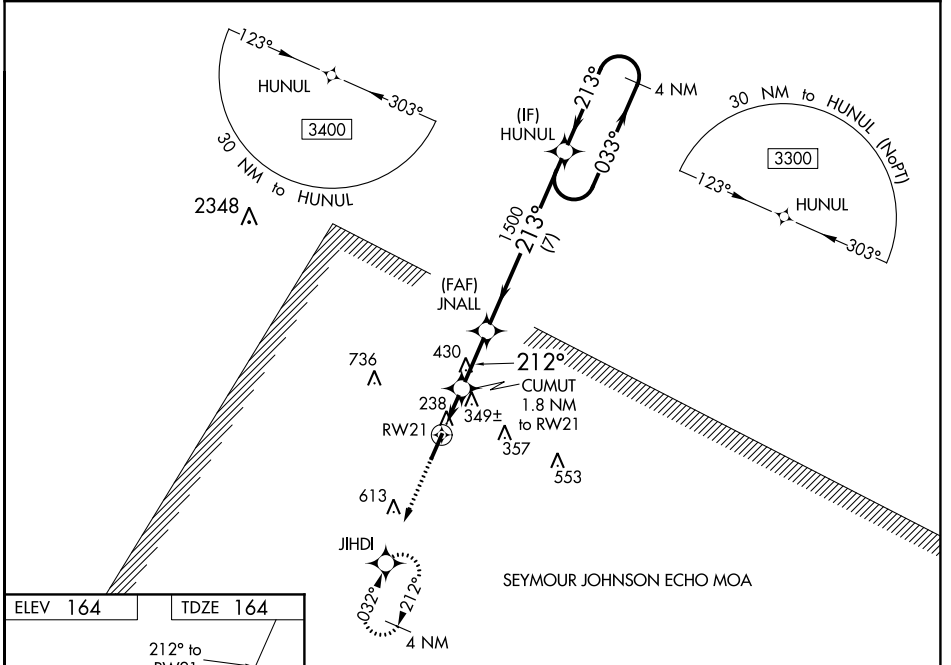 123°
HUNUL
303°
3400
30 NM to HUNUL
2348
213°
4 NM
(IF)
HUNUL
033°
30 NM to HUNUL (NoPT)
3300
123°
HUNUL
303°
1500
213°
(7)
(FAF)
JNALL
736
430
212°
CUMUT
1.8 NM
to RW21
238
349±
RW21
357
553
613
JIHDI
032°
212°
4 NM
SEYMOUR JOHNSON ECHO MOA
ELEV 164
TDZE 164
212° to
RW21